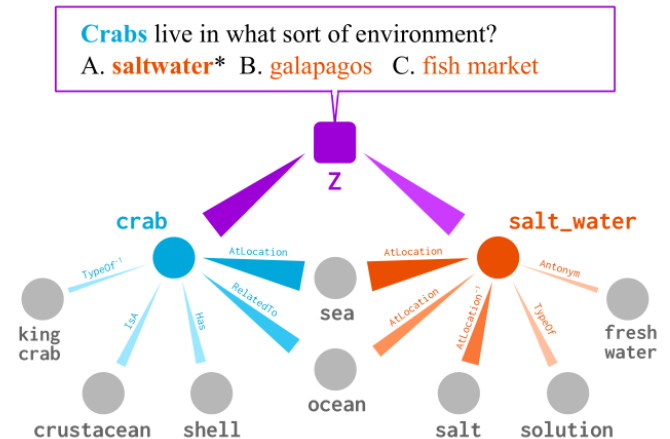 Crabs live in what sort of environment?
A. saltwater* B. galapagos C. fish market
Z
crab
salt_water
TypeOf⁻¹
AtLocation
AtLocation
Antonym
IsA
Has
RelatedTo
sea
AtLocation
AtLocation⁻¹
TypeOf
king
crab
fresh
water
ocean
crustacean
shell
salt
solution